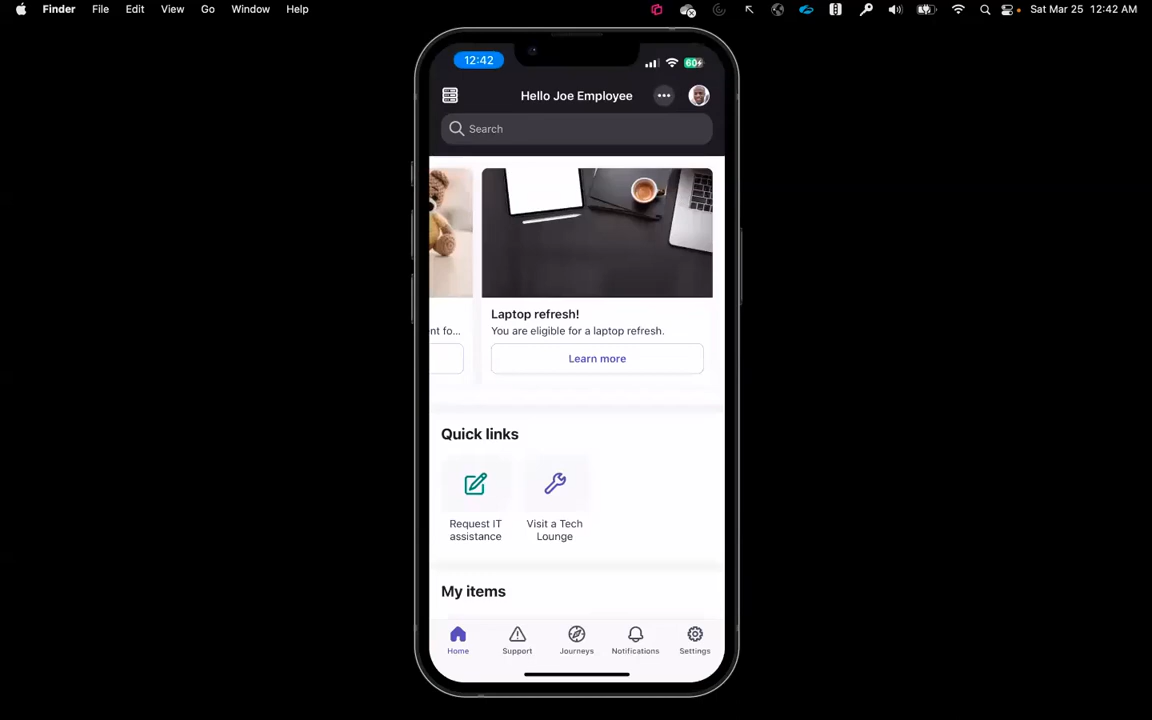 Finder File Edit View Go Window Help Sat Mar 25 12:42 AM
12:42 60
Hello Joe Employee
Search
Laptop refresh!
nt fo... You are eligible for a laptop refresh.
Learn more
Quick links
Request IT assistance
Visit a Tech Lounge
My items
Home Support Journeys Notifications Settings